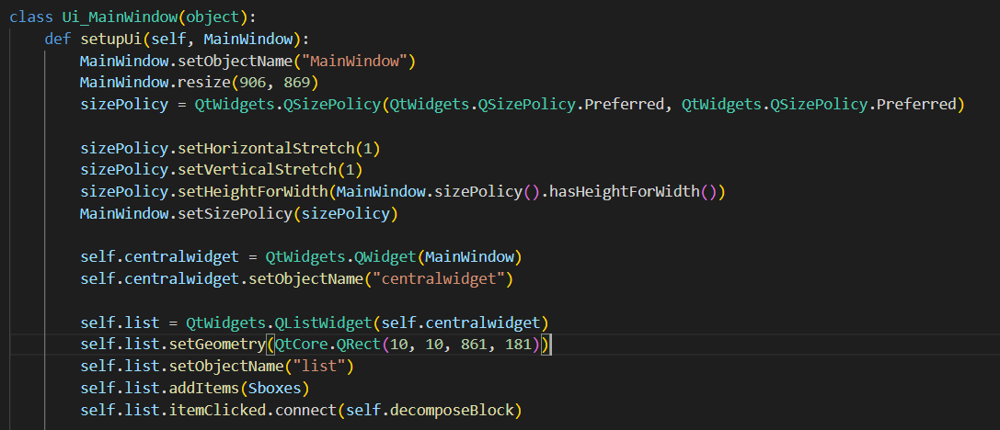 class Ui_MainWindow(object):
    def setupUi(self, MainWindow):
        MainWindow.setObjectName("MainWindow")
        MainWindow.resize(906, 869)
        sizePolicy = QtWidgets.QSizePolicy(QtWidgets.QSizePolicy.Preferred, QtWidgets.QSizePolicy.Preferred)

        sizePolicy.setHorizontalStretch(1)
        sizePolicy.setVerticalStretch(1)
        sizePolicy.setHeightForWidth(MainWindow.sizePolicy().hasHeightForWidth())
        MainWindow.setSizePolicy(sizePolicy)

        self.centralwidget = QtWidgets.QWidget(MainWindow)
        self.centralwidget.setObjectName("centralwidget")

        self.list = QtWidgets.QListWidget(self.centralwidget)
        self.list.setGeometry(QtCore.QRect(10, 10, 861, 181))
        self.list.setObjectName("list")
        self.list.addItems(Sboxes)
        self.list.itemClicked.connect(self.decomposeBlock)